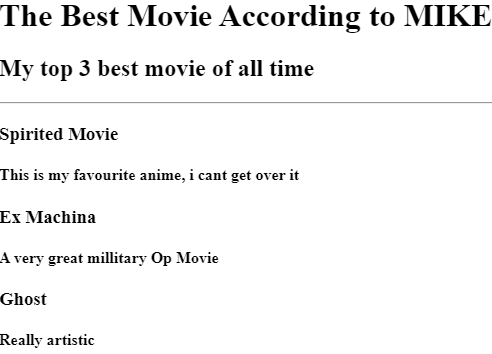 The Best Movie According to MIKE
My top 3 best movie of all time
Spirited Movie
This is my favourite anime, i cant get over it
Ex Machina
A very great millitary Op Movie
Ghost
Really artistic